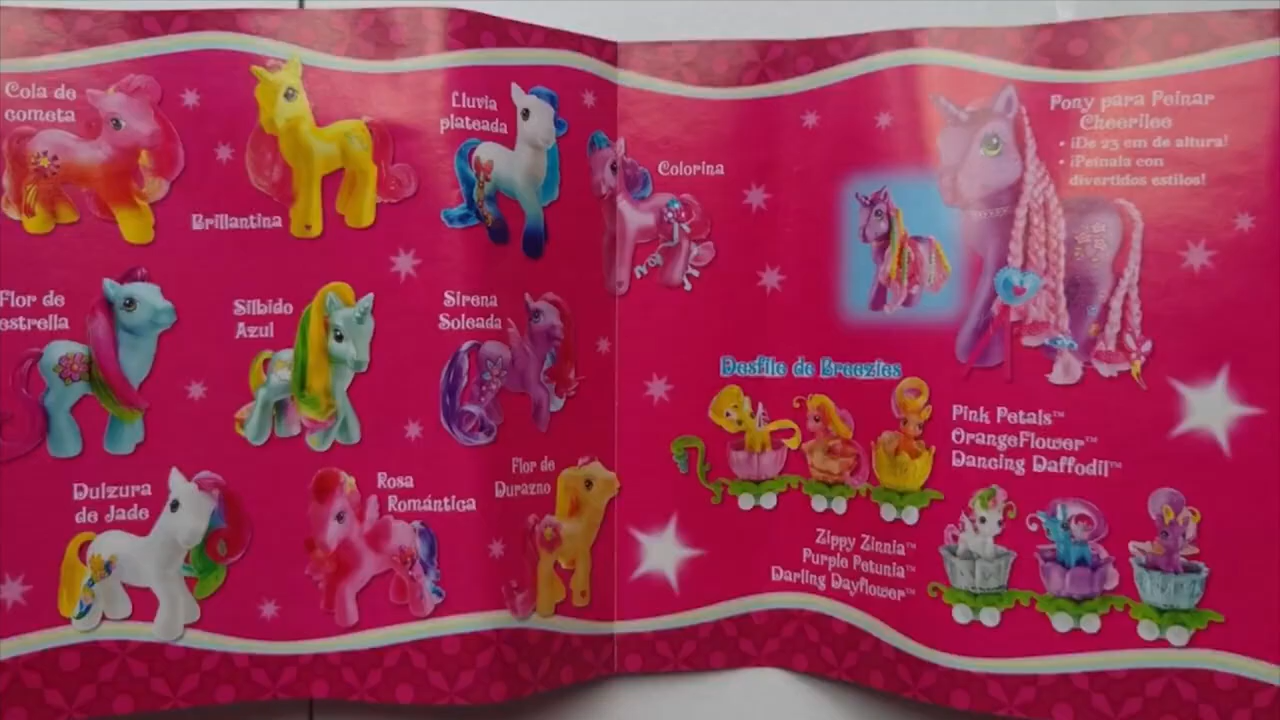 Cola de
cometa
Brillantina
Lluvia
plateada
Colorina
Flor de
estrella
Silbido
Azul
Sirena
Soleada
Dulzura
de Jade
Rosa
Romántica
Flor de
Durazno
Pony para Peinar
Cheerilee
• ¡De 23 cm de altura!
• ¡Peinala con
divertidos estilos!
Desfile de Breezies
Pink Petals™
OrangeFlower™
Dancing Daffodil™
Zippy Zinnia™
Purple Petunia™
Darling Dayflower™